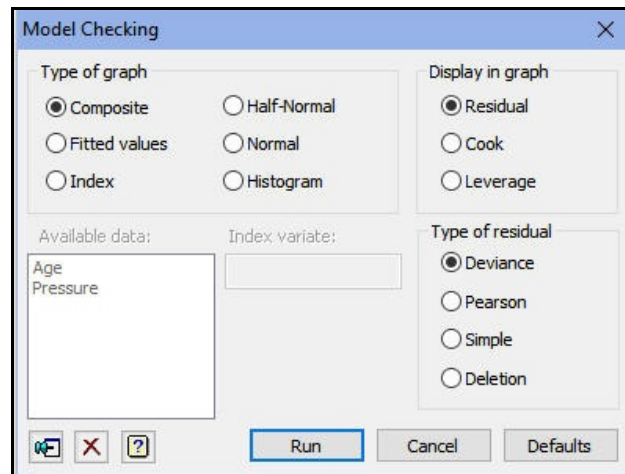 Model Checking
Type of graph
Composite
Half-Normal
Fitted values
Normal
Index
Histogram
Display in graph
Residual
Cook
Leverage
Available data:
Age
Pressure
Index variate:
Type of residual
Deviance
Pearson
Simple
Deletion
Run
Cancel
Defaults